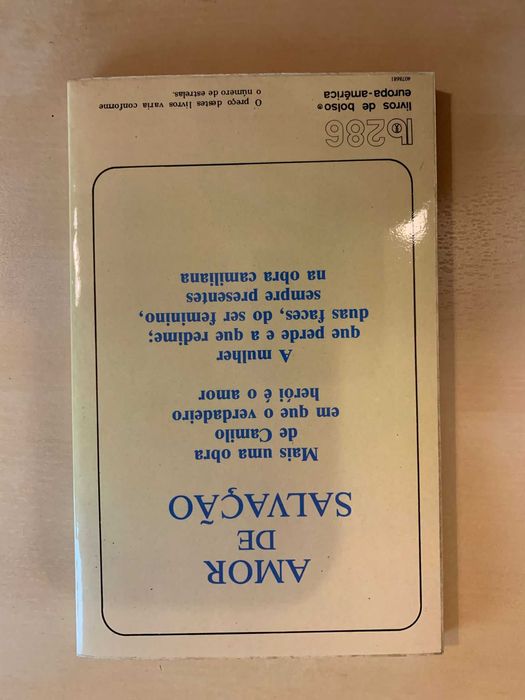 AMOR
DE
SALVAÇÃO
Mais uma obra
de Camilo
em que o verdadeiro
herói é o amor
A mulher
que perde e a que redime;
duas faces, do ser feminino,
sempre presentes
na obra camiliana
lb286
livros de bolso®
europa-américa
O preço destes livros varia conforme
o número de estrelas.